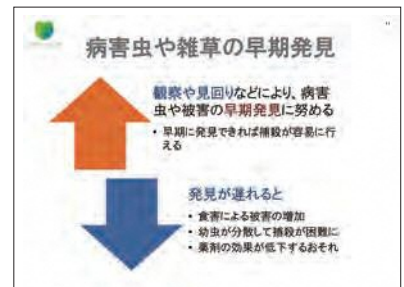 病害虫や雑草の早期発見
観察や見回りなどにより、病害
虫や被害の早期発見に努める
• 早期に発見できれば捕殺が容易に行
える
発見が遅れると
• 食害による被害の増加
• 幼虫が分散して捕殺が困難に
• 薬剤の効果が低下するおそれ